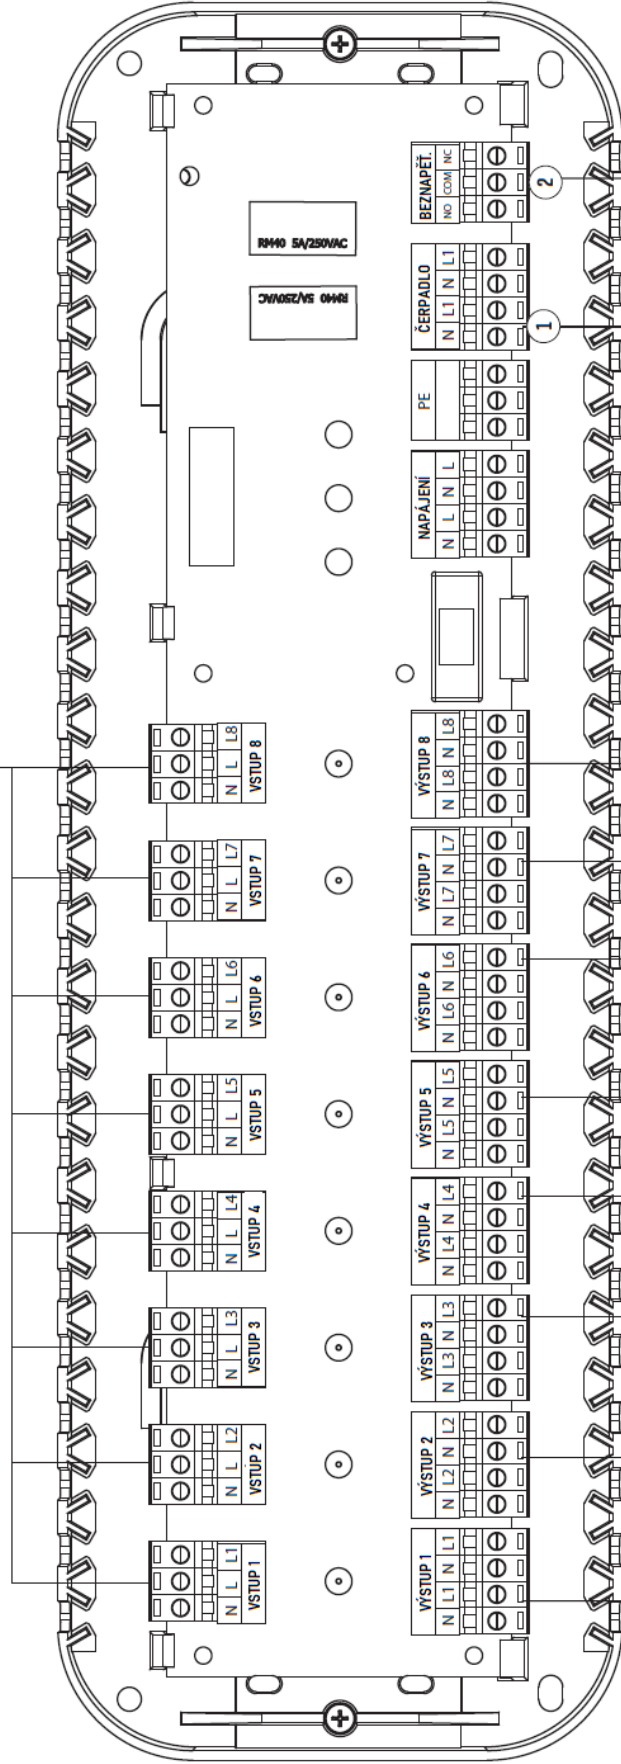 N L L1
VSTUP 1
N L L2
VSTUP 2
N L L3
VSTUP 3
N L L4
VSTUP 4
N L L5
VSTUP 5
N L L6
VSTUP 6
N L L7
VSTUP 7
N L L8
VSTUP 8
RM40 5A/250VAC
RM40 5A/250VAC
VÝSTUP 1
N L1 N L1
VÝSTUP 2
N L2 N L2
VÝSTUP 3
N L3 N L3
VÝSTUP 4
N L4 N L4
VÝSTUP 5
N L5 N L5
VÝSTUP 6
N L6 N L6
VÝSTUP 7
N L7 N L7
VÝSTUP 8
N L8 N L8
NAPÁJENÍ
N L N L
PE
ČERPADLO
N L1 N L1
BEZNAPĚŤ.
NO COM NC
1
2